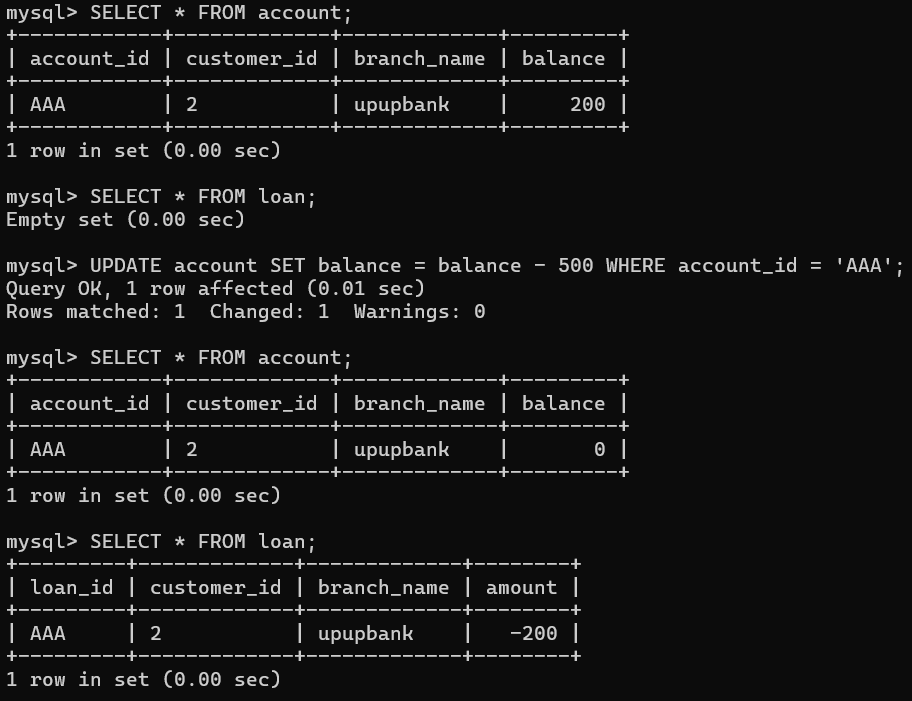 mysql> SELECT * FROM account;
+------------+-------------+-------------+---------+
| account_id | customer_id | branch_name | balance |
+------------+-------------+-------------+---------+
| AAA        | 2           | upupbank    |     200 |
+------------+-------------+-------------+---------+
1 row in set (0.00 sec)

mysql> SELECT * FROM loan;
Empty set (0.00 sec)

mysql> UPDATE account SET balance = balance - 500 WHERE account_id = 'AAA';
Query OK, 1 row affected (0.01 sec)
Rows matched: 1  Changed: 1  Warnings: 0

mysql> SELECT * FROM account;
+------------+-------------+-------------+---------+
| account_id | customer_id | branch_name | balance |
+------------+-------------+-------------+---------+
| AAA        | 2           | upupbank    |       0 |
+------------+-------------+-------------+---------+
1 row in set (0.00 sec)

mysql> SELECT * FROM loan;
+---------+-------------+-------------+--------+
| loan_id | customer_id | branch_name | amount |
+---------+-------------+-------------+--------+
| AAA     | 2           | upupbank    |   -200 |
+---------+-------------+-------------+--------+
1 row in set (0.00 sec)